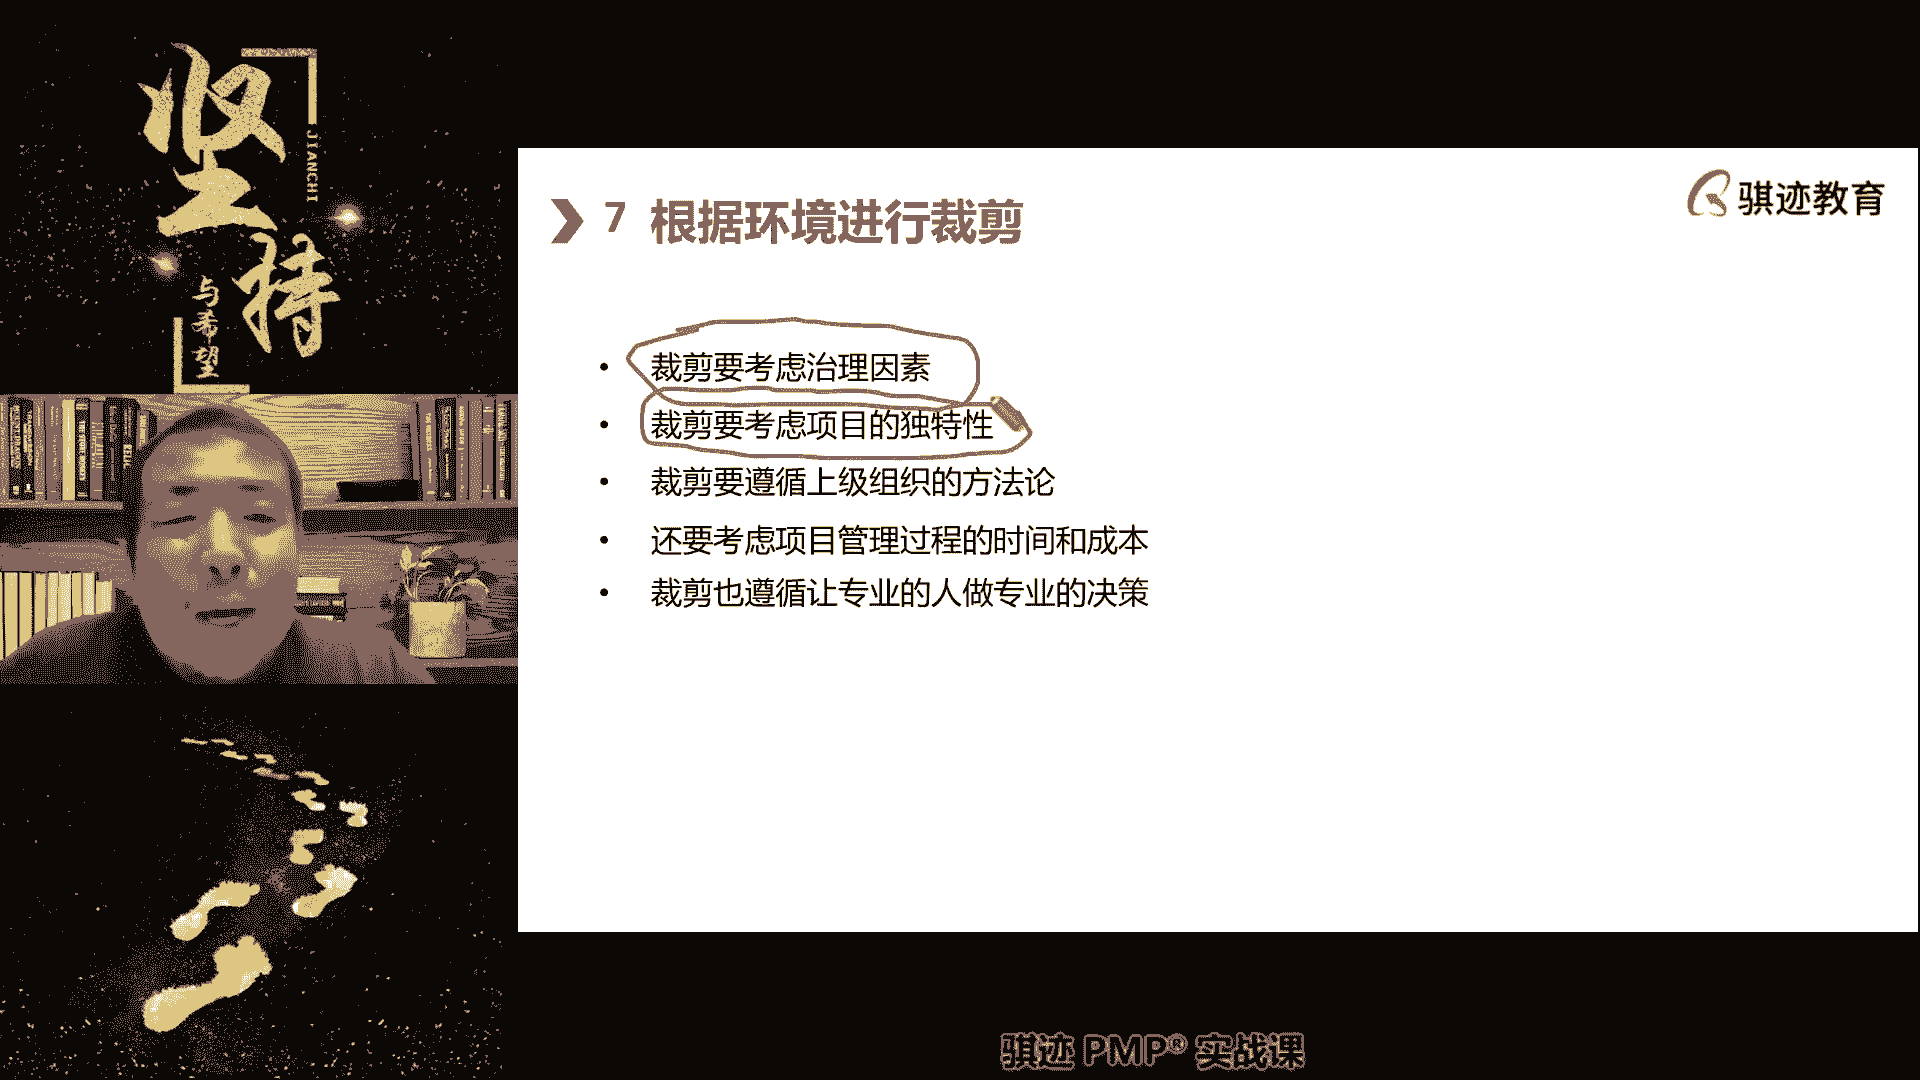 坚持
JIANCHI
与希望
骐迹教育
7 根据环境进行裁剪
• 裁剪要考虑治理因素
• 裁剪要考虑项目的独特性
• 裁剪要遵循上级组织的方法论
• 还要考虑项目管理过程的时间和成本
• 裁剪也遵循让专业的人做专业的决策
骐迹 PMP® 实战课